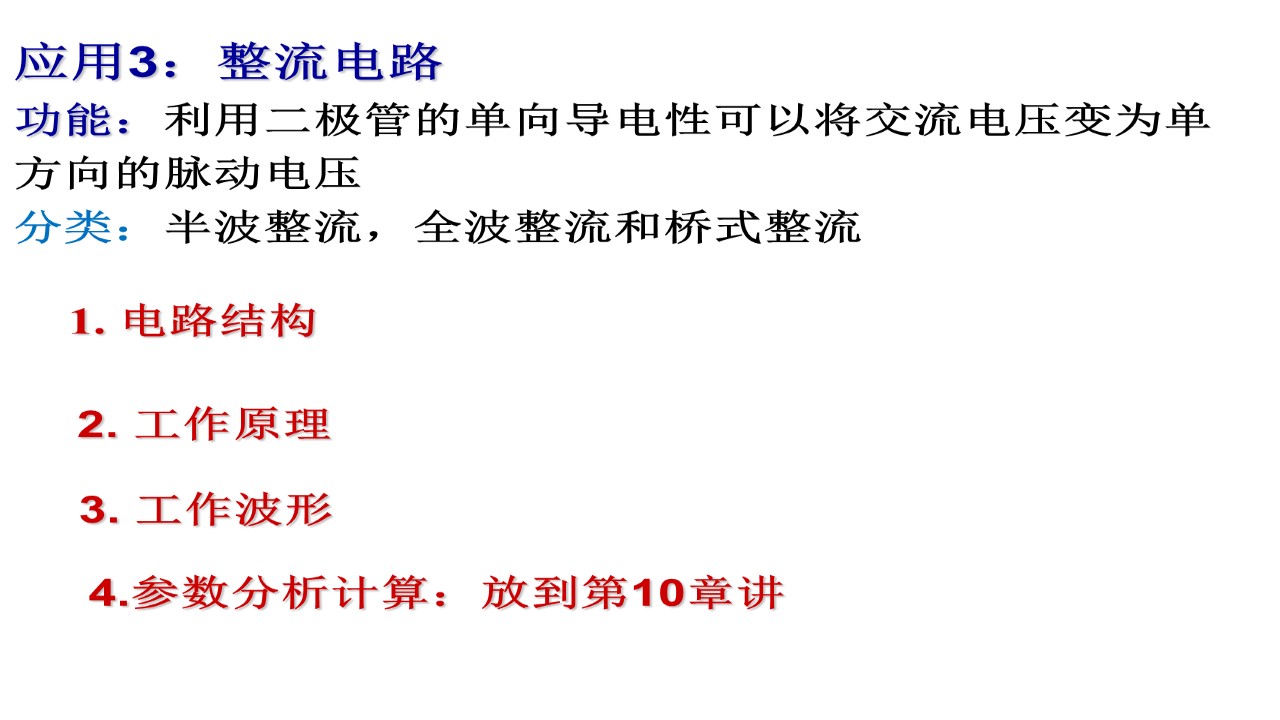 应用3：整流电路
功能：利用二极管的单向导电性可以将交流电压变为单
方向的脉动电压
分类：半波整流，全波整流和桥式整流
1. 电路结构
2. 工作原理
3. 工作波形
4.参数分析计算：放到第10章讲